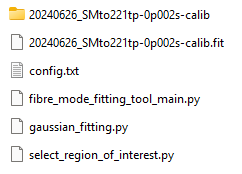 20240626_SMto221tp-0p002s-calib
20240626_SMto221tp-0p002s-calib.fit
config.txt
fibre_mode_fitting_tool_main.py
gaussian_fitting.py
select_region_of_interest.py